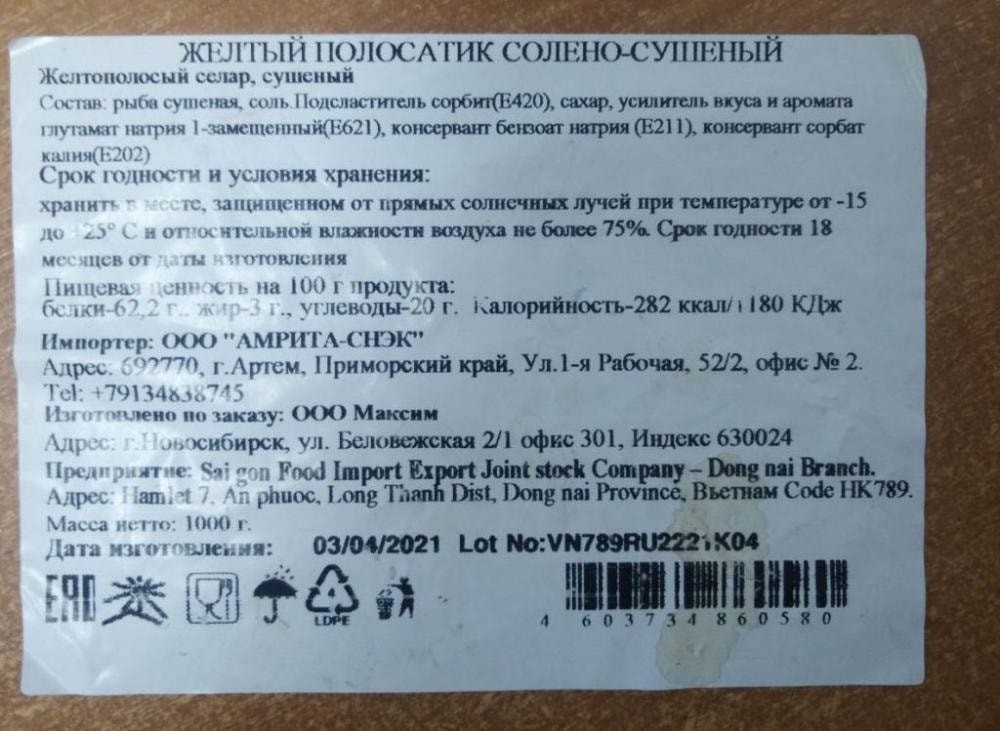 ЖЕЛТЫЙ ПОЛОСАТИК СОЛЕНО-СУШЕНЫЙ
Желтополосый селар, сушеный
Состав: рыба сушеная, соль.Подсластитель сорбит(Е420), сахар, усилитель вкуса и аромата
глутамат натрия 1-замещенный(Е621), консервант бензоат натрия (Е211), консервант сорбат
калия(Е202)
Срок годности и условия хранения:
хранить в месте, защищенном от прямых солнечных лучей при температуре от -15
до +25° С и относительной влажности воздуха не более 75%. Срок годности 18
месяцев от даты изготовления
Пищевая ценность на 100 г продукта:
белки-62,2 г., жир-3 г., углеводы-20 г. Калорийность-282 ккал/1180 КДж
Импортер: ООО "АМРИТА-СНЭК"
Адрес: 692770, г.Артем, Приморский край, Ул.1-я Рабочая, 52/2, офис № 2.
Tel: +79134838745
Изготовлено по заказу: ООО Максим
Адрес: г.Новосибирск, ул. Беловежская 2/1 офис 301, Индекс 630024
Предприятие: Sai gon Food Import Export Joint stock Company – Dong nai Branch.
Адрес: Hamlet 7, An phuoc, Long Thanh Dist, Dong nai Province, Вьетнам Code HK789.
Масса нетто: 1000 г.
Дата изготовления: 03/04/2021 Lot No:VN789RU2221K04
EAC
4
LDPE
4 603734 860580